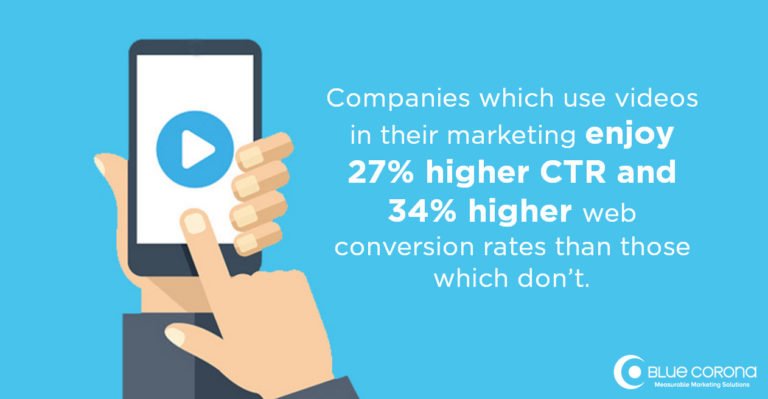 Companies which use videos
in their marketing enjoy
27% higher CTR and
34% higher web
conversion rates than those
which don't.
BLUE CORONA
Measurable Marketing Solutions